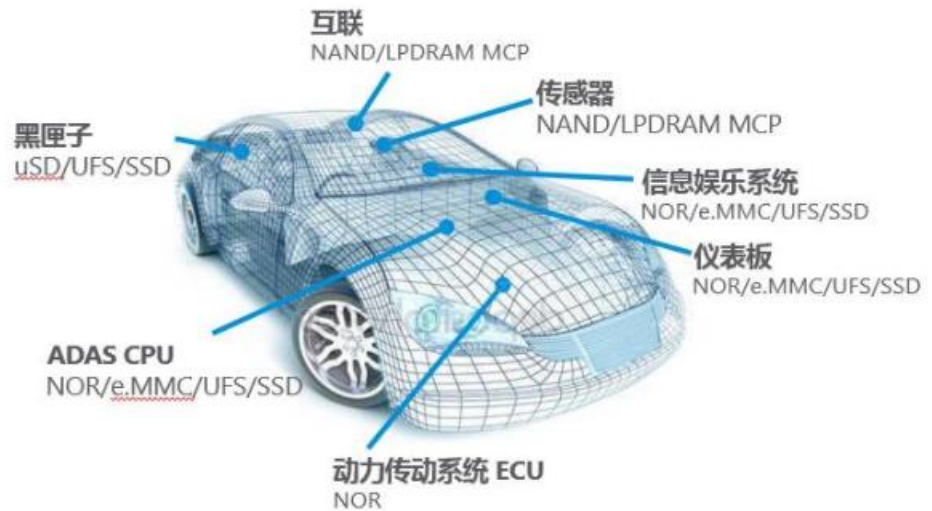 互联
NAND/LPDRAM MCP
传感器
NAND/LPDRAM MCP
黑匣子
uSD/UFS/SSD
信息娱乐系统
NOR/e.MMC/UFS/SSD
仪表板
NOR/e.MMC/UFS/SSD
ADAS CPU
NOR/e.MMC/UFS/SSD
动力传动系统 ECU
NOR